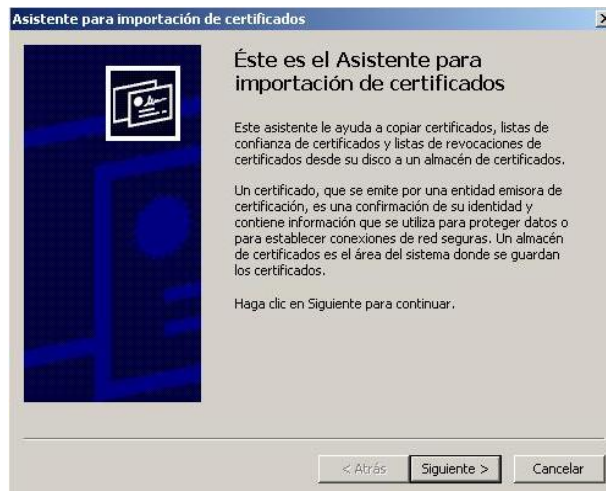 Asistente para importación de certificados
Éste es el Asistente para
importación de certificados
Este asistente le ayuda a copiar certificados, listas de
confianza de certificados y listas de revocaciones de
certificados desde su disco a un almacén de certificados.
Un certificado, que se emite por una entidad emisora de
certificación, es una confirmación de su identidad y
contiene información que se utiliza para proteger datos o
para establecer conexiones de red seguras. Un almacén
de certificados es el área del sistema donde se guardan
los certificados.
Haga clic en Siguiente para continuar.
< Atrás Siguiente > Cancelar